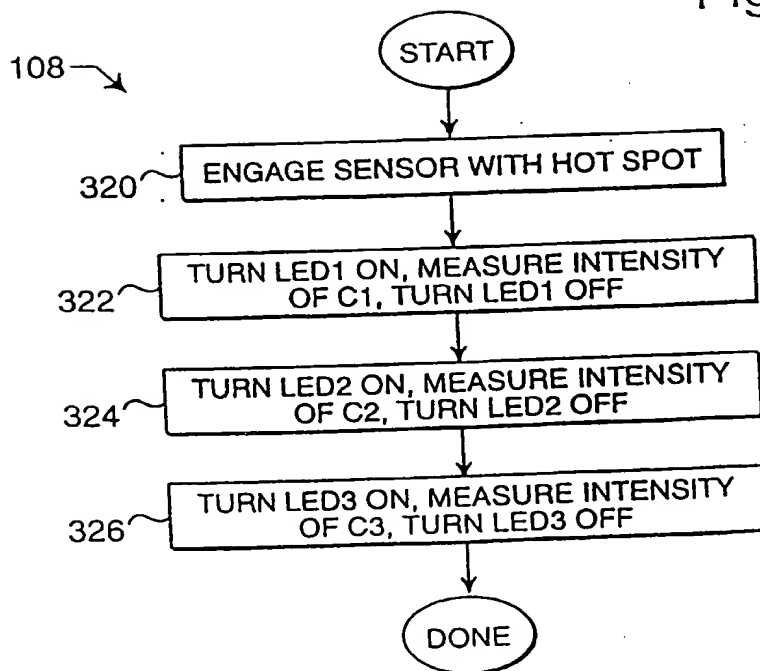 Fig
START
108
ENGAGE SENSOR WITH HOT SPOT
320
TURN LED1 ON, MEASURE INTENSITY
OF C1, TURN LED1 OFF
322
TURN LED2 ON, MEASURE INTENSITY
OF C2, TURN LED2 OFF
324
TURN LED3 ON, MEASURE INTENSITY
OF C3, TURN LED3 OFF
326
DONE